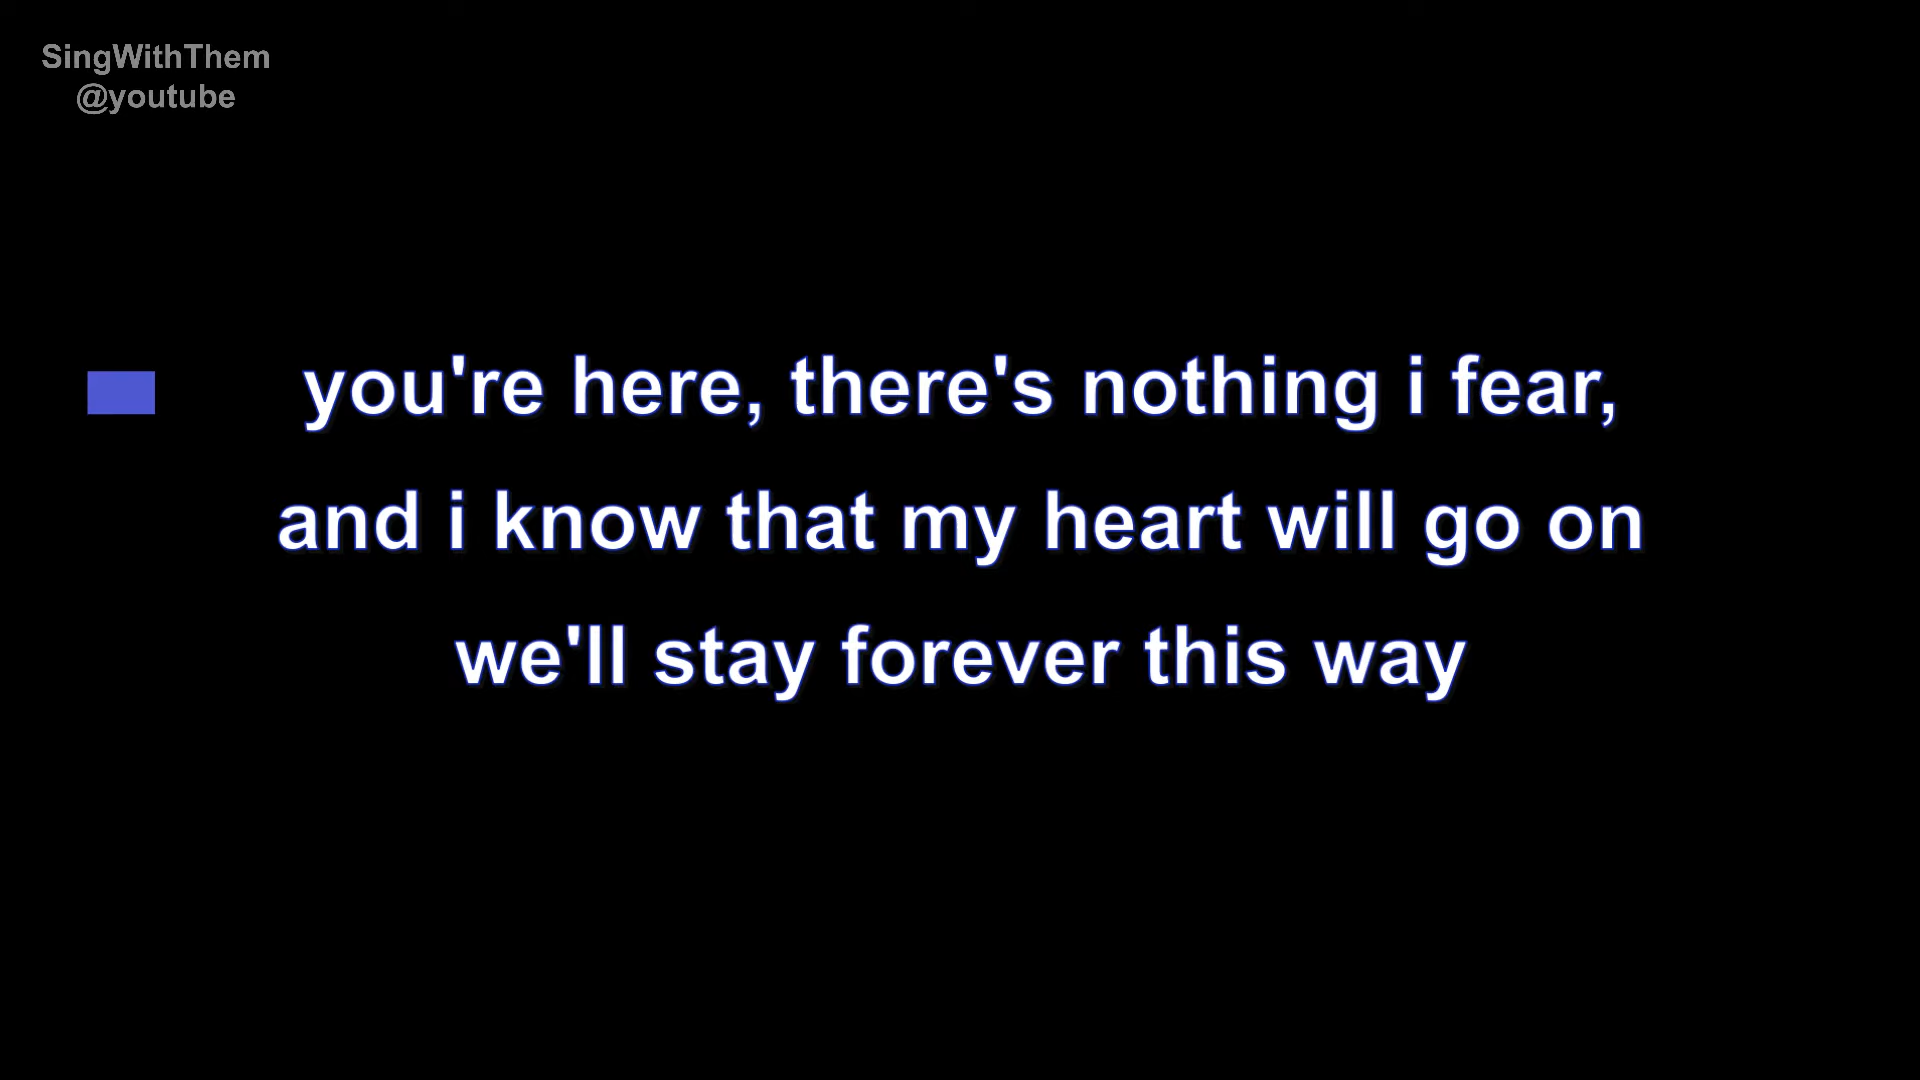 SingWithThem
@youtube
you're here, there's nothing i fear,
and i know that my heart will go on
we'll stay forever this way